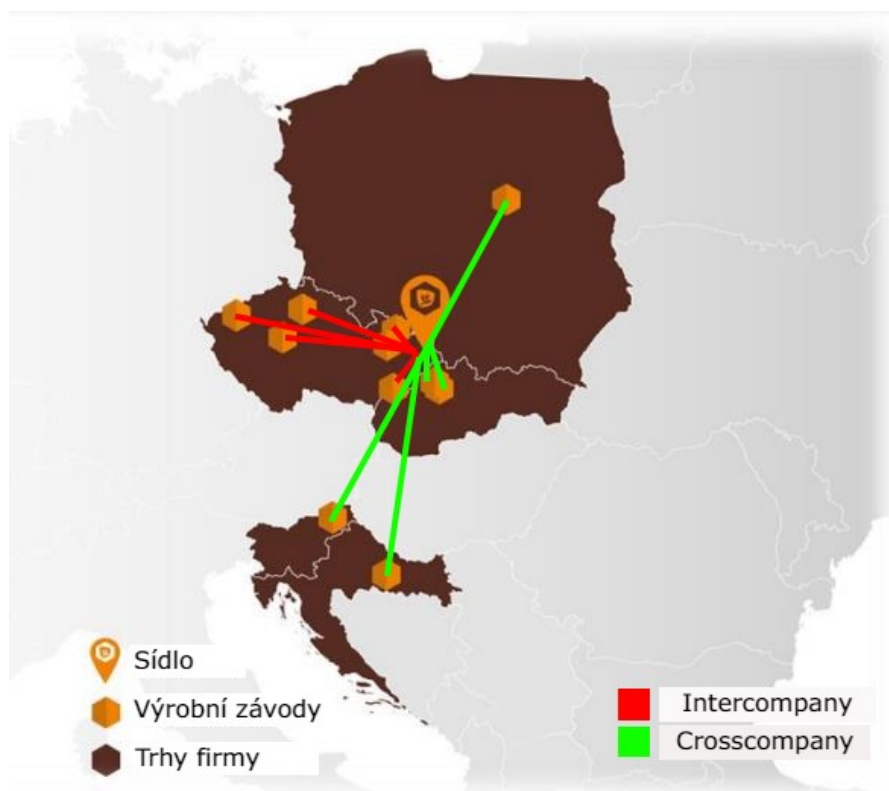 Sídlo
Výrobní závody
Trhy firmy
Intercompany
Crosscompany